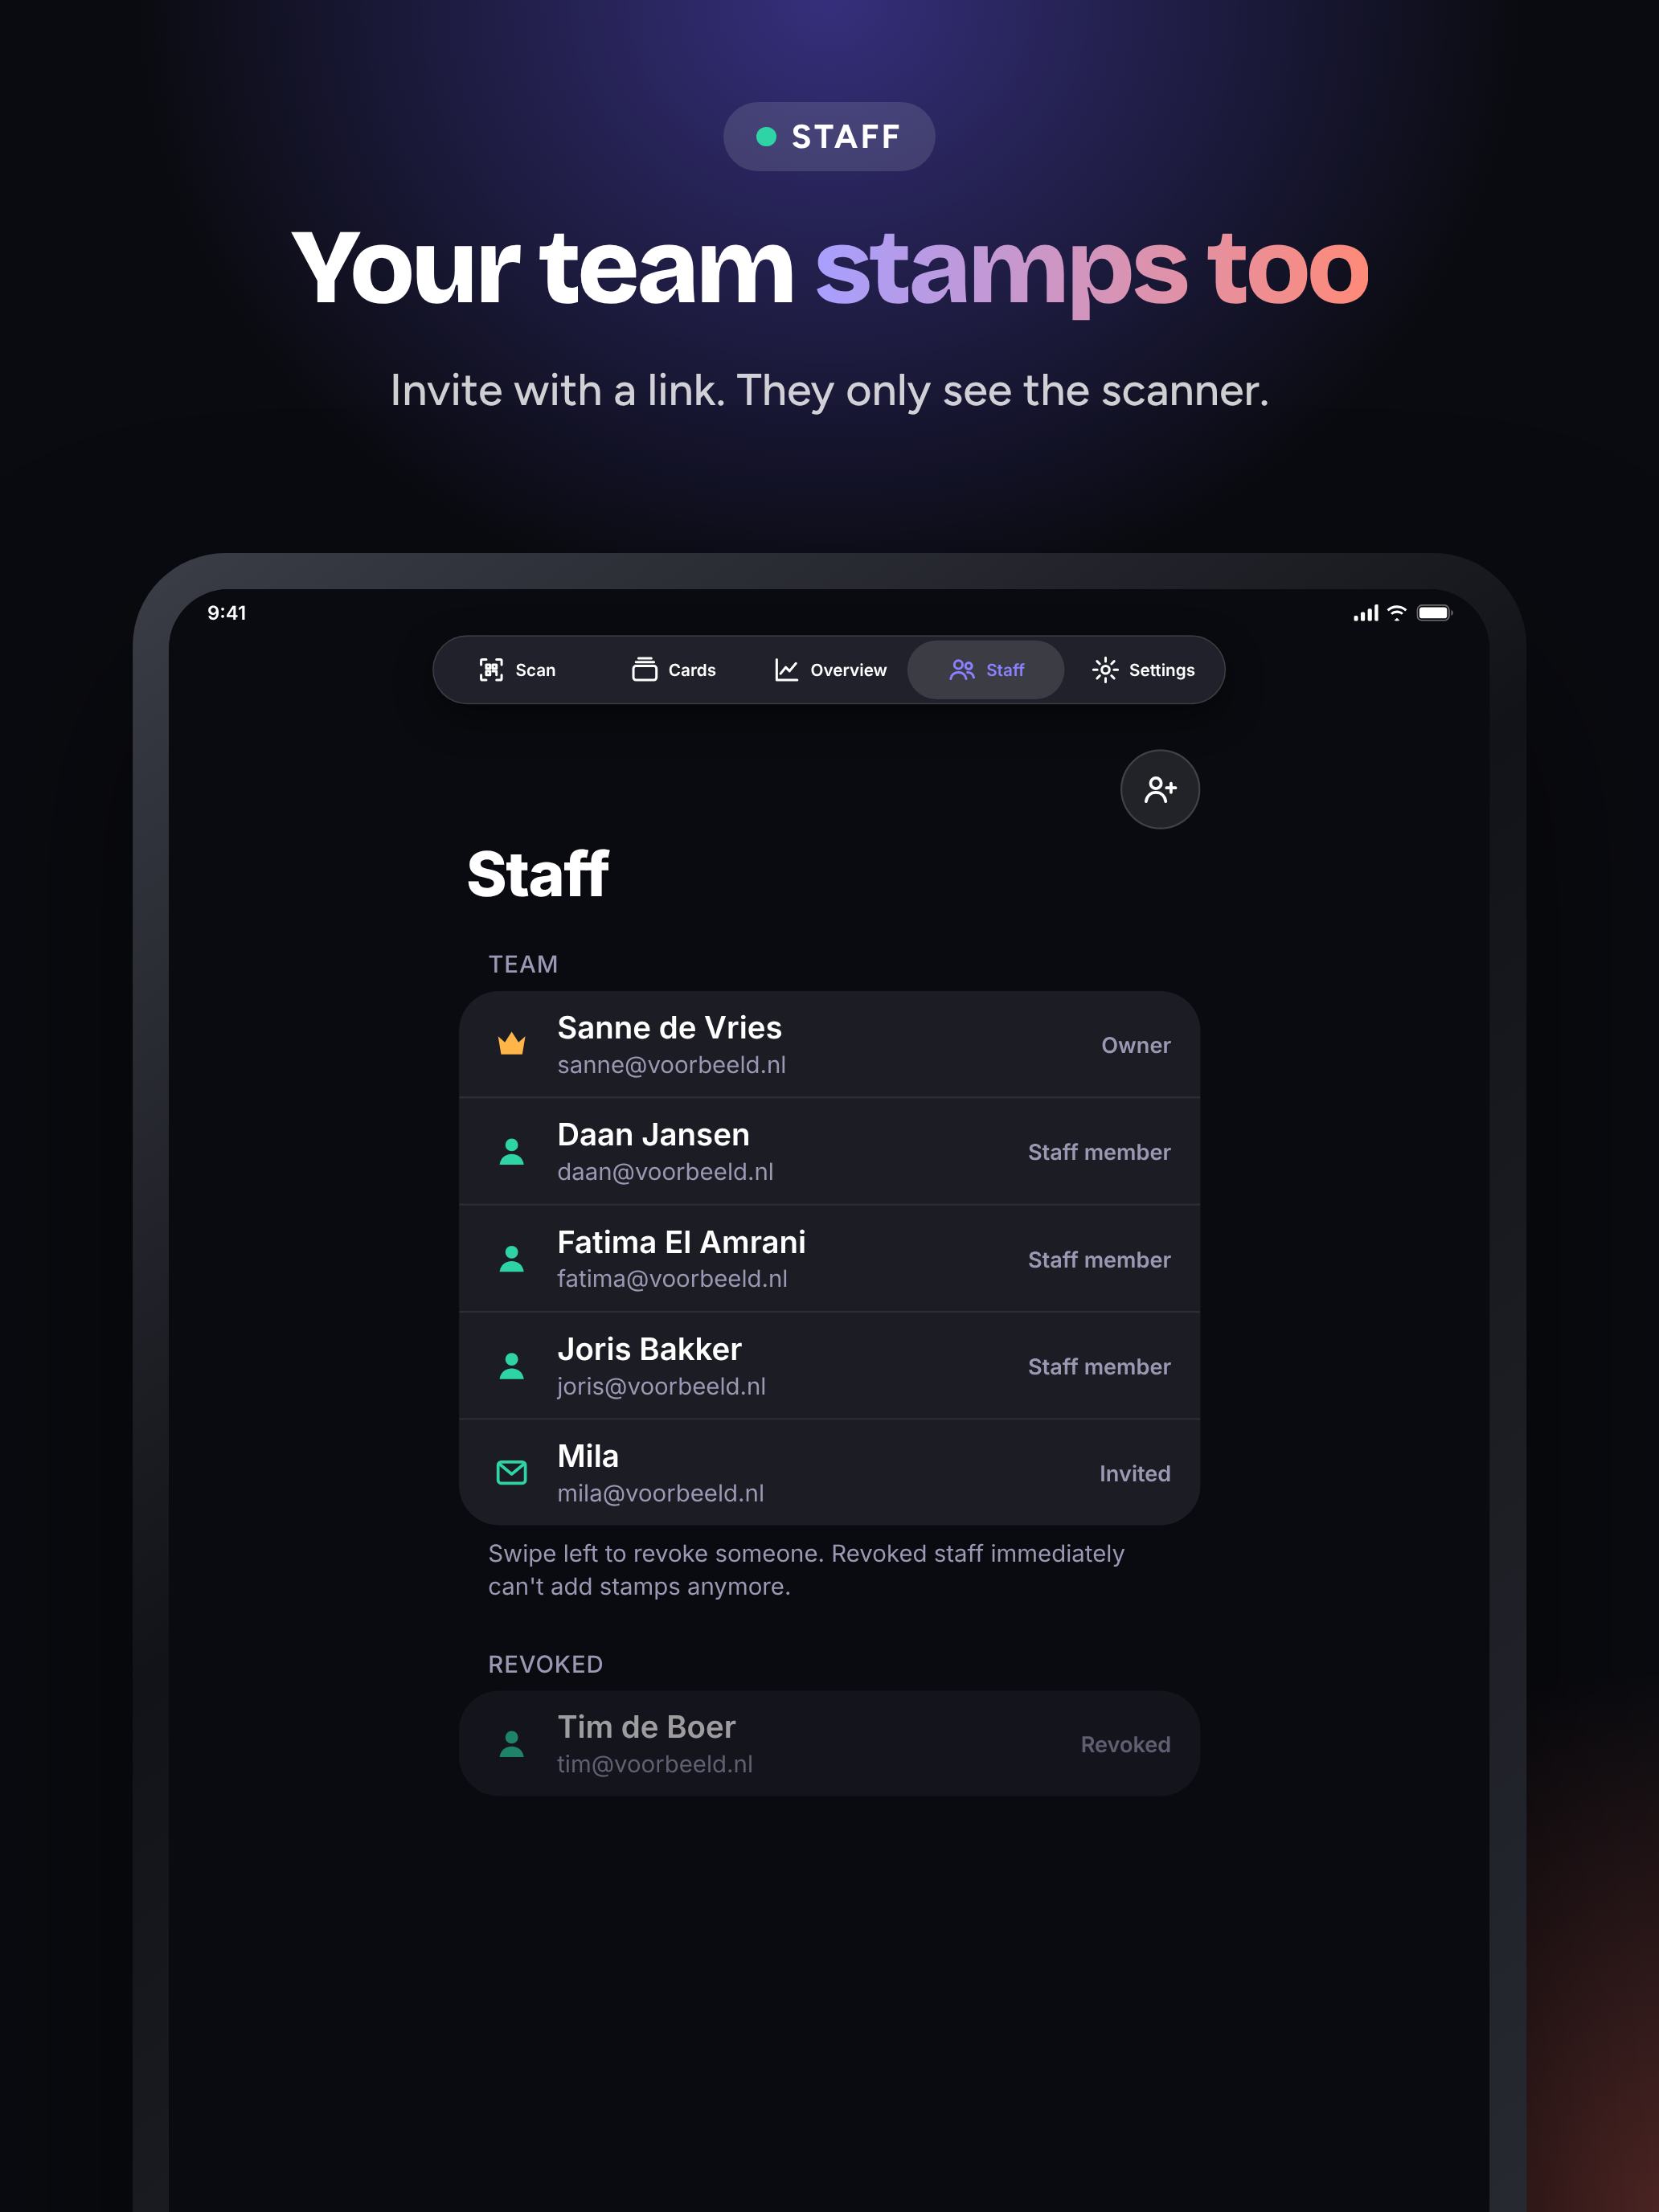 STAFF
Your team stamps too
Invite with a link. They only see the scanner.
9:41
Scan
Cards
Overview
Staff
Settings
Staff
TEAM
Sanne de Vries
sanne@voorbeeld.nl
Owner
Daan Jansen
daan@voorbeeld.nl
Staff member
Fatima El Amrani
fatima@voorbeeld.nl
Staff member
Joris Bakker
joris@voorbeeld.nl
Staff member
Mila
mila@voorbeeld.nl
Invited
Swipe left to revoke someone. Revoked staff immediately
can't add stamps anymore.
REVOKED
Tim de Boer
tim@voorbeeld.nl
Revoked